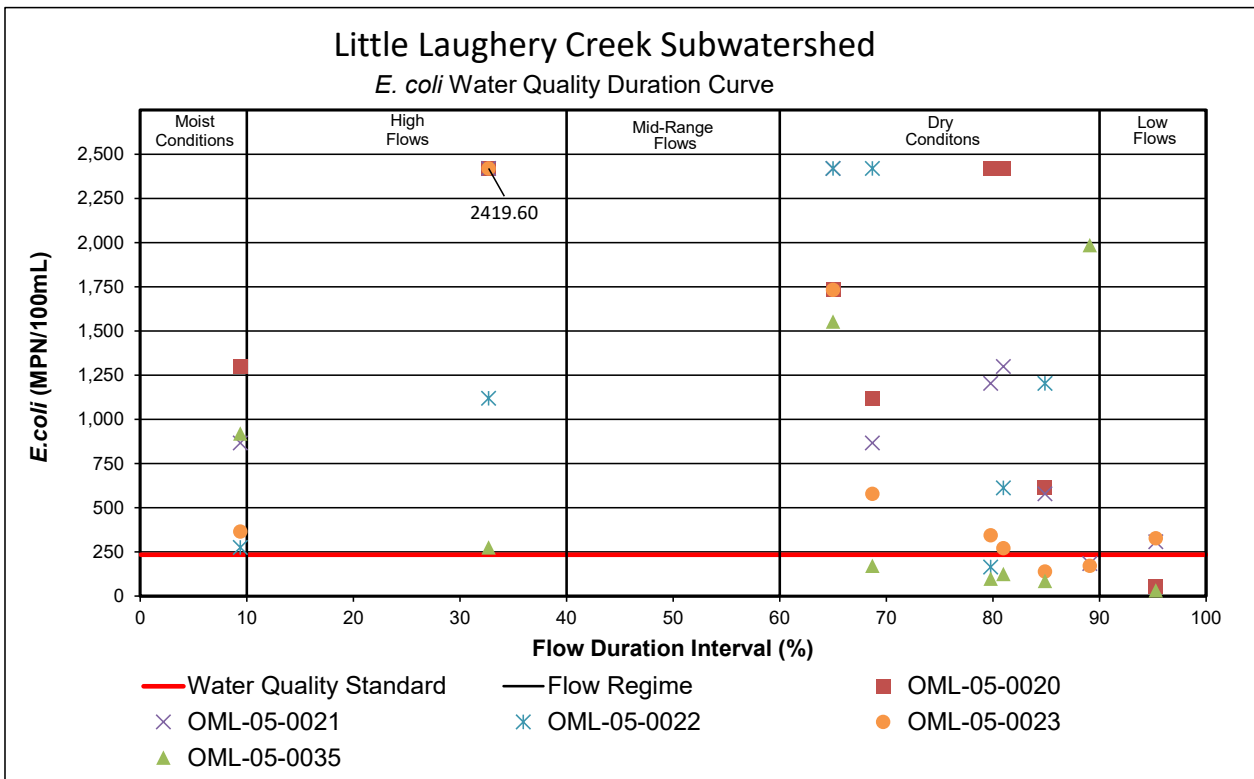 Little Laughery Creek Subwatershed
E. coli Water Quality Duration Curve
Moist
Conditions
High
Flows
Mid-Range
Flows
Dry
Conditons
Low
Flows
2,500
2,250
2,000
1,750
1,500
1,250
1,000
750
500
250
0
E.coli (MPN/100mL)
2419.60
0 10 20 30 40 50 60 70 80 90 100
Flow Duration Interval (%)
Water Quality Standard Flow Regime OML-05-0020
OML-05-0021 OML-05-0022 OML-05-0023
OML-05-0035